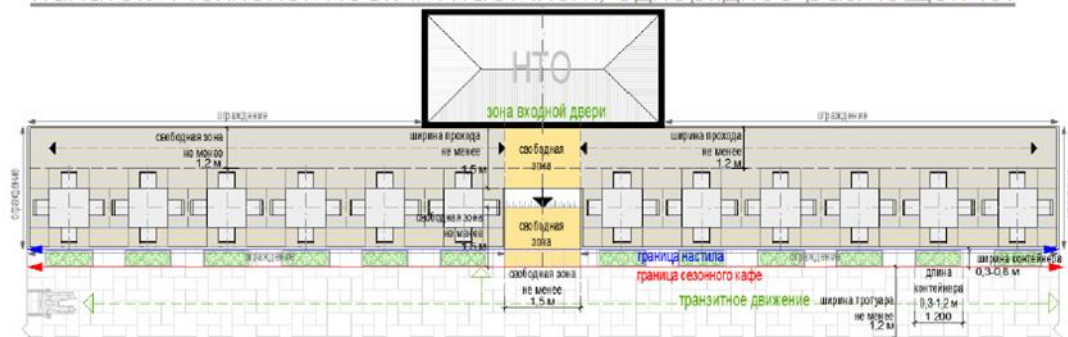 НТО
зона входной двери
ограждение
ограждение
свободная зона
не менее
1,2 м
ширина прохода
не менее
1,5 м
свободная
зона
ширина прохода
не менее
1,2 м
ограждение
свободная зона
не менее
1,5 м
свободная
зона
ограждение
граница настила
ограждение
ширина контейнера
0,3-0,6 м
граница сезонного кафе
свободная зона
не менее
1,5 м
транзитное движение
ширина тротуара
не менее
1,2 м
длина
контейнера
0,3-1,2 м
1 200